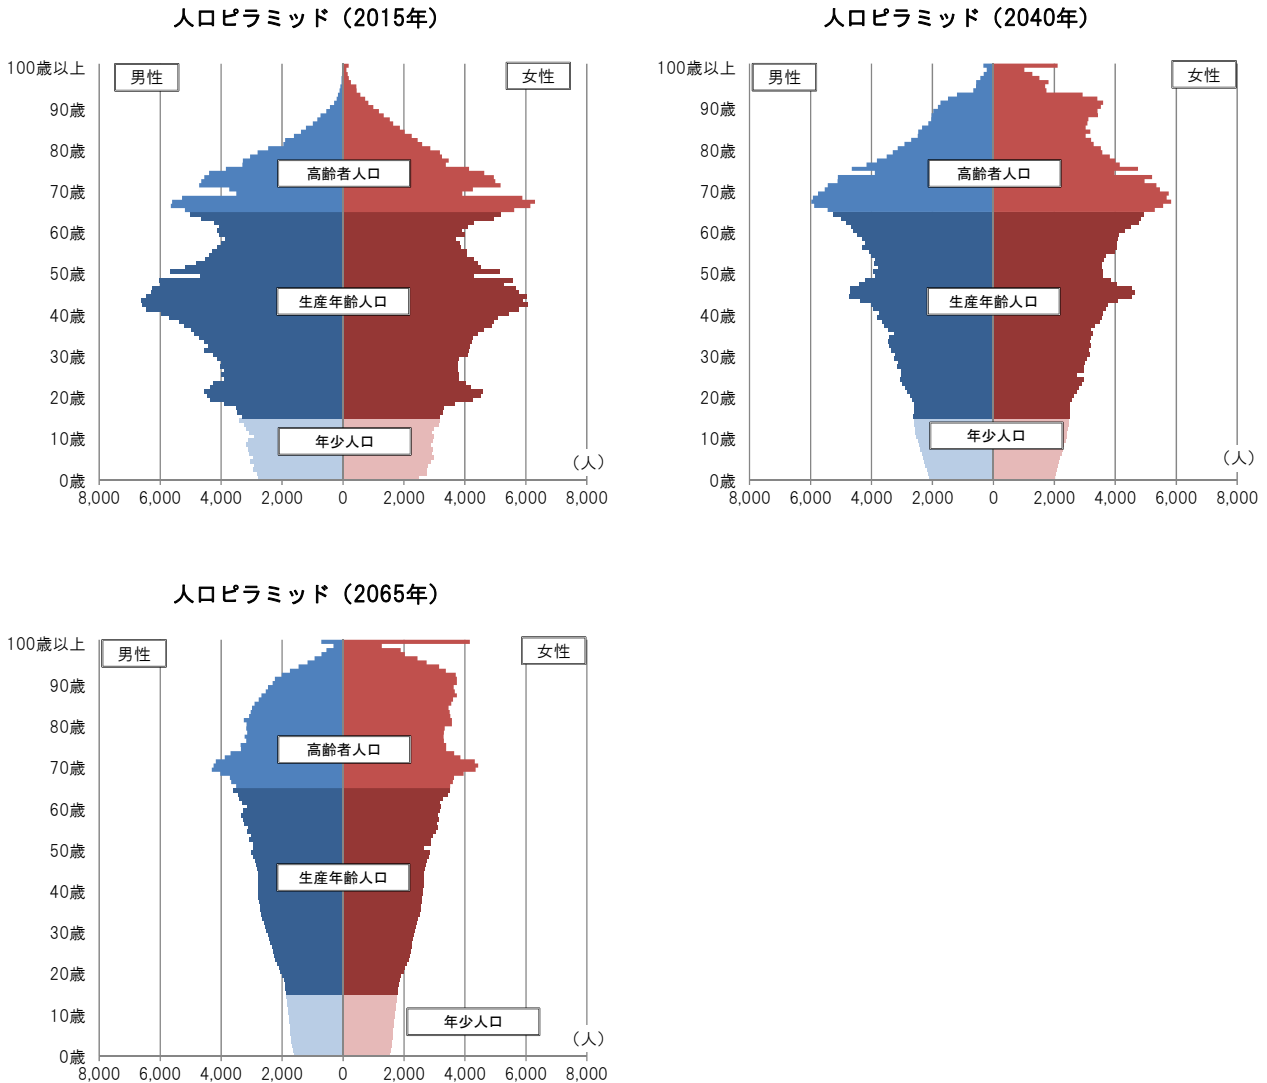 人口ピラミッド（2015年）
男性
女性
100歳以上
90歳
80歳
高齢者人口
70歳
60歳
50歳
生産年齢人口
40歳
30歳
20歳
10歳
年少人口
（人）
0歳
8,000 6,000 4,000 2,000 0 2,000 4,000 6,000 8,000
人口ピラミッド（2040年）
男性
女性
100歳以上
90歳
80歳
高齢者人口
70歳
60歳
50歳
生産年齢人口
40歳
30歳
20歳
10歳
年少人口
（人）
0歳
8,000 6,000 4,000 2,000 0 2,000 4,000 6,000 8,000
人口ピラミッド（2065年）
男性
女性
100歳以上
90歳
80歳
高齢者人口
70歳
60歳
50歳
生産年齢人口
40歳
30歳
20歳
10歳
年少人口
（人）
0歳
8,000 6,000 4,000 2,000 0 2,000 4,000 6,000 8,000